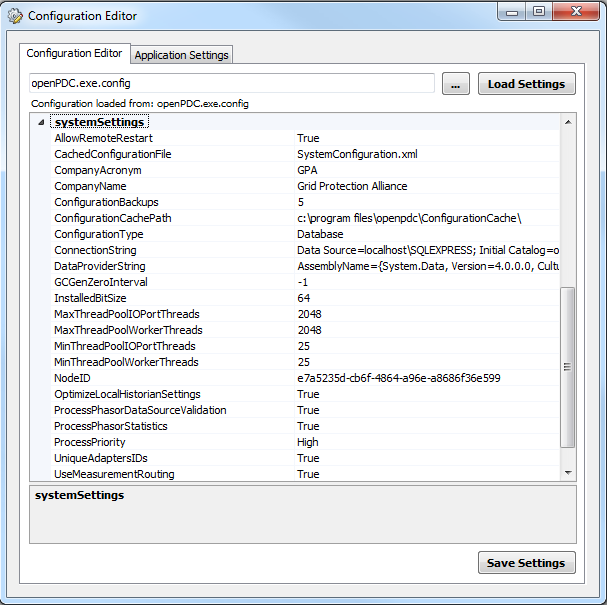 Configuration Editor
Configuration Editor Application Settings
openPDC.exe.config ... Load Settings
Configuration loaded from: openPDC.exe.config
systemSettings
AllowRemoteRestart True
CachedConfigurationFile SystemConfiguration.xml
CompanyAcronym GPA
CompanyName Grid Protection Alliance
ConfigurationBackups 5
ConfigurationCachePath c:\program files\openpdc\ConfigurationCache\
ConfigurationType Database
ConnectionString Data Source=localhost\SQLEXPRESS; Initial Catalog=o
DataProviderString AssemblyName={System.Data, Version=4.0.0.0, Cultu
GCGenZeroInterval -1
InstalledBitSize 64
MaxThreadPoolIOPortThreads 2048
MaxThreadPoolWorkerThreads 2048
MinThreadPoolIOPortThreads 25
MinThreadPoolWorkerThreads 25
NodeID e7a5235d-cb6f-4864-a96e-a8686f36e599
OptimizeLocalHistorianSettings True
ProcessPhasorDataSourceValidation True
ProcessPhasorStatistics True
ProcessPriority High
UniqueAdaptersIDs True
UseMeasurementRouting True
systemSettings
Save Settings